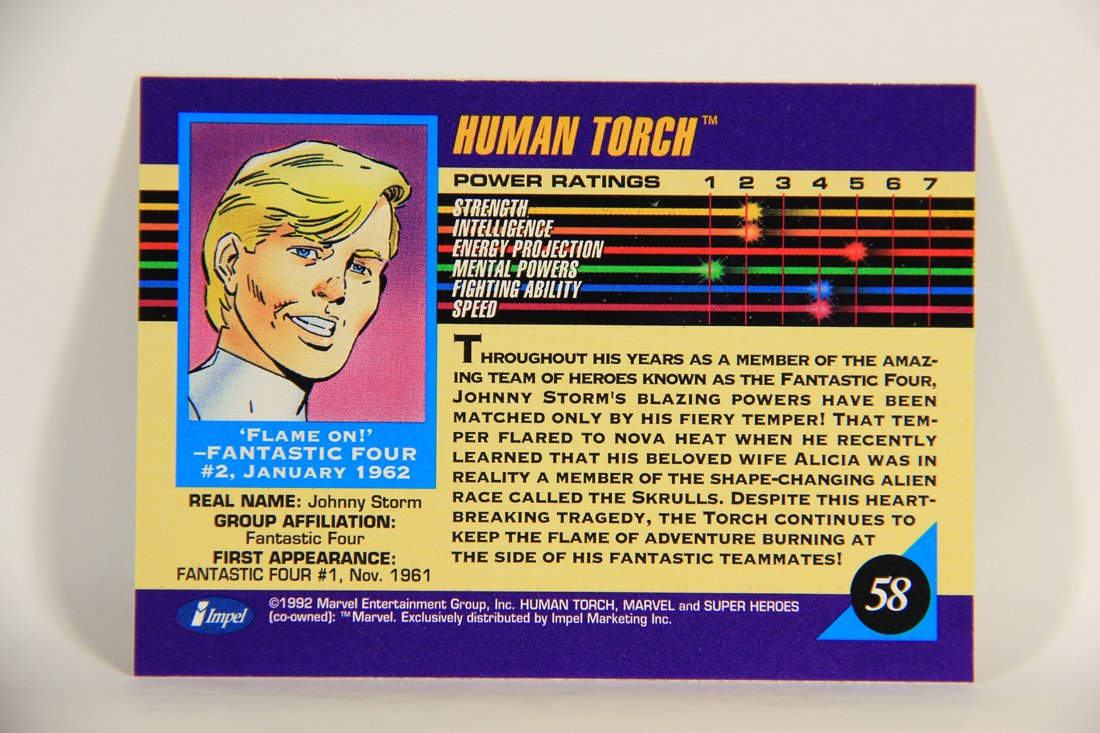 HUMAN TORCH™
POWER RATINGS 1 2 3 4 5 6 7
STRENGTH
INTELLIGENCE
ENERGY PROJECTION
MENTAL POWERS
FIGHTING ABILITY
SPEED
THROUGHOUT HIS YEARS AS A MEMBER OF THE AMAZ-
ING TEAM OF HEROES KNOWN AS THE FANTASTIC FOUR,
JOHNNY STORM'S BLAZING POWERS HAVE BEEN
MATCHED ONLY BY HIS FIERY TEMPER! THAT TEM-
PER FLARED TO NOVA HEAT WHEN HE RECENTLY
LEARNED THAT HIS BELOVED WIFE ALICIA WAS IN
REALITY A MEMBER OF THE SHAPE-CHANGING ALIEN
RACE CALLED THE SKRULLS. DESPITE THIS HEART-
BREAKING TRAGEDY, THE TORCH CONTINUES TO
KEEP THE FLAME OF ADVENTURE BURNING AT
THE SIDE OF HIS FANTASTIC TEAMMATES!
'FLAME ON!'
–FANTASTIC FOUR
#2, JANUARY 1962
REAL NAME: Johnny Storm
GROUP AFFILIATION:
Fantastic Four
FIRST APPEARANCE:
FANTASTIC FOUR #1, Nov. 1961
58
Impel
©1992 Marvel Entertainment Group, Inc. HUMAN TORCH, MARVEL and SUPER HEROES
(co-owned): ™Marvel. Exclusively distributed by Impel Marketing Inc.